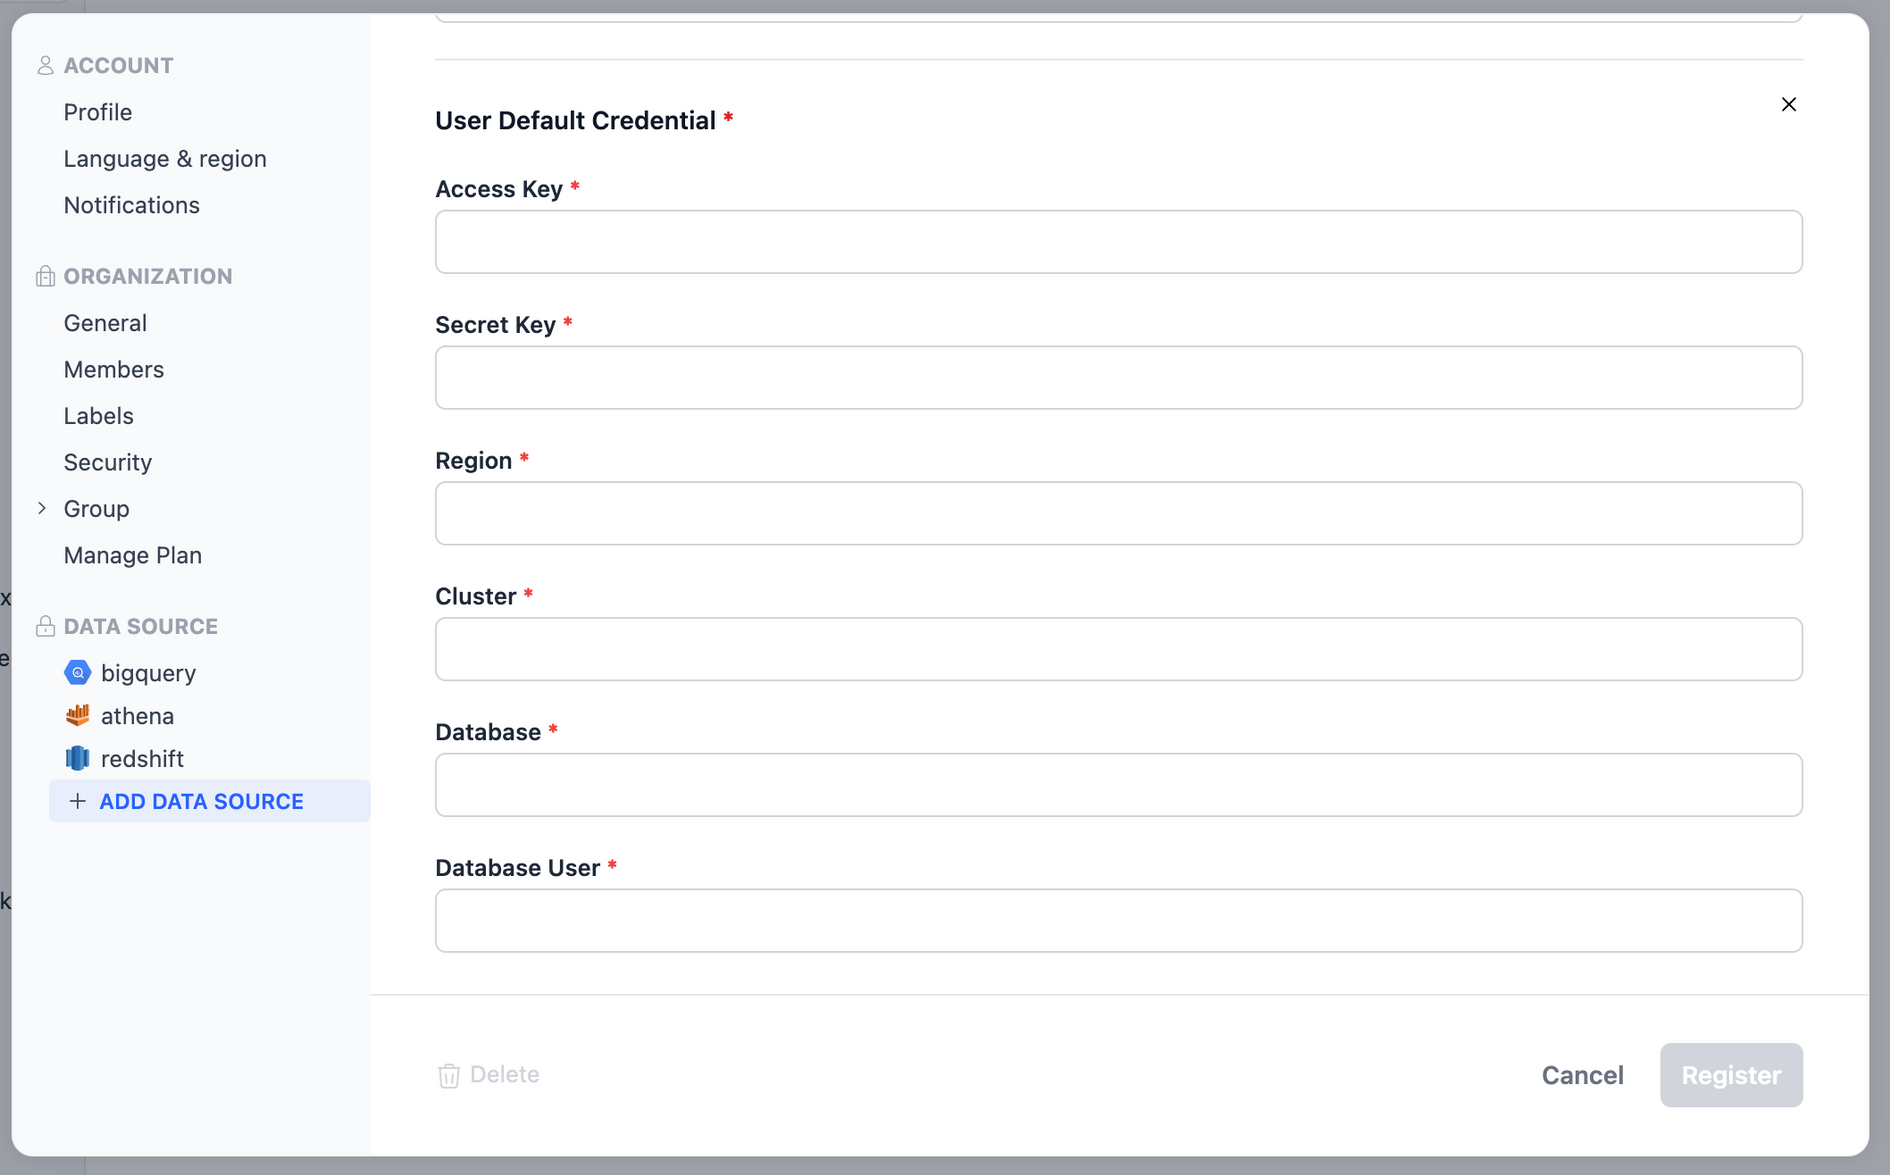 ACCOUNT
Profile
Language & region
Notifications
ORGANIZATION
General
Members
Labels
Security
Group
Manage Plan
DATA SOURCE
bigquery
athena
redshift
+ ADD DATA SOURCE
x
e
k
User Default Credential *
Access Key *
Secret Key *
Region *
Cluster *
Database *
Database User *
Delete
Cancel
Register